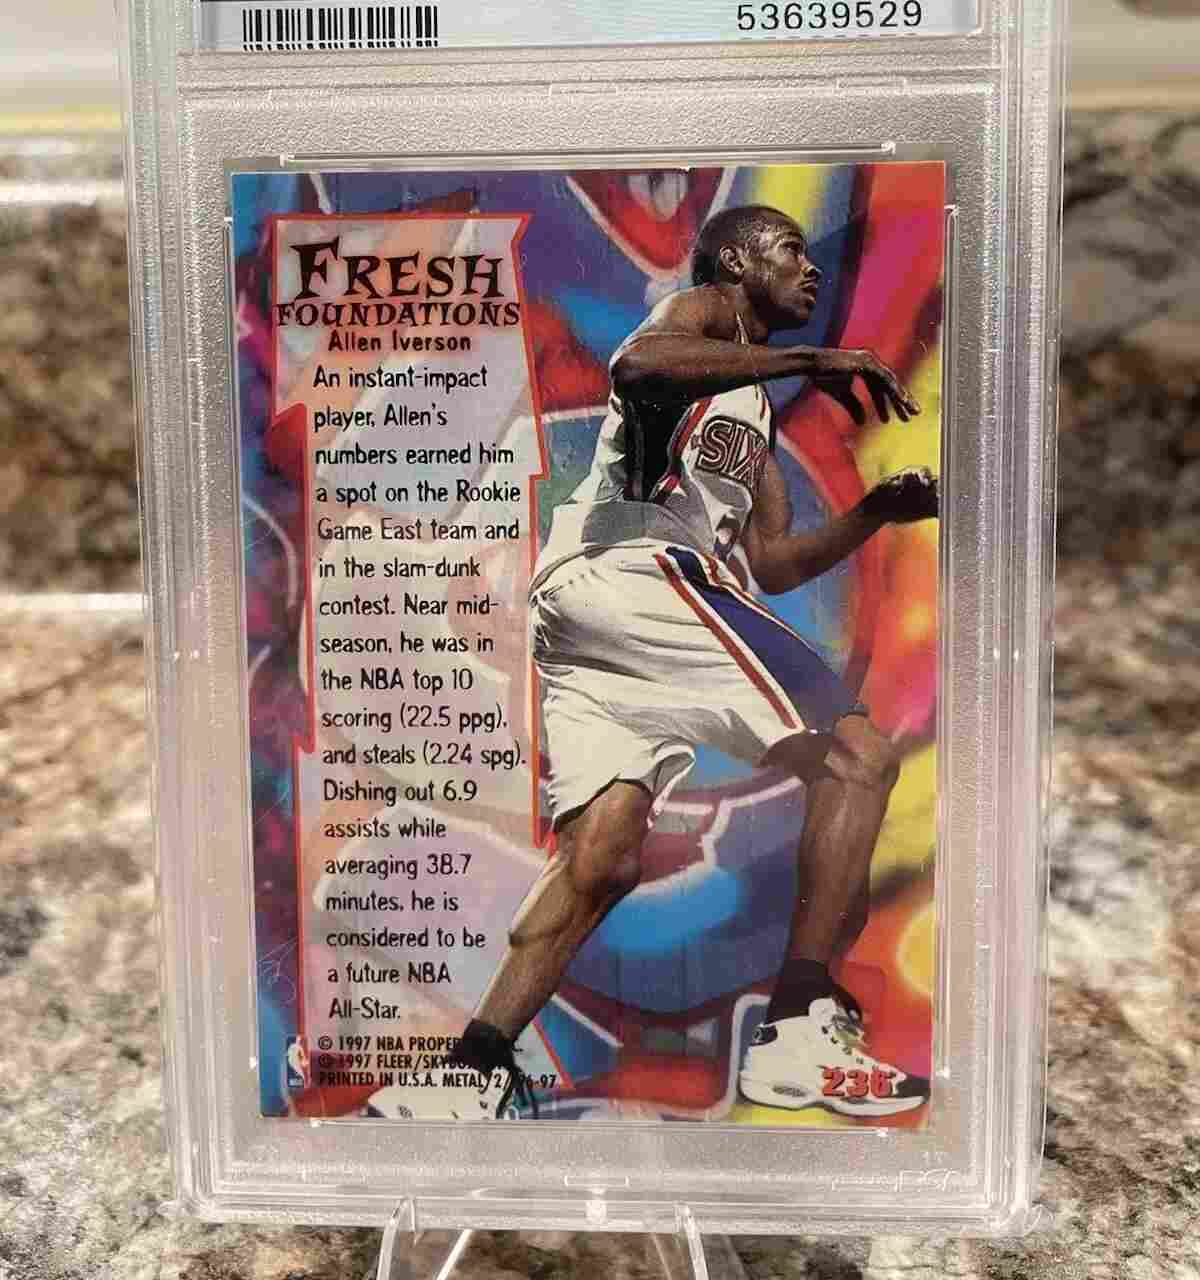 53639529
FRESH
FOUNDATIONS
Allen Iverson
An instant-impact
player, Allen's
numbers earned him
a spot on the Rookie
Game East team and
in the slam-dunk
contest. Near mid-
season, he was in
the NBA top 10
scoring (22.5 ppg),
and steals (2.24 spg).
Dishing out 6.9
assists while
averaging 38.7
minutes, he is
considered to be
a future NBA
All-Star.
SIX
© 1997 NBA
© 1997 FLEER/
PRINTED IN U.S.A. METAL/2
236